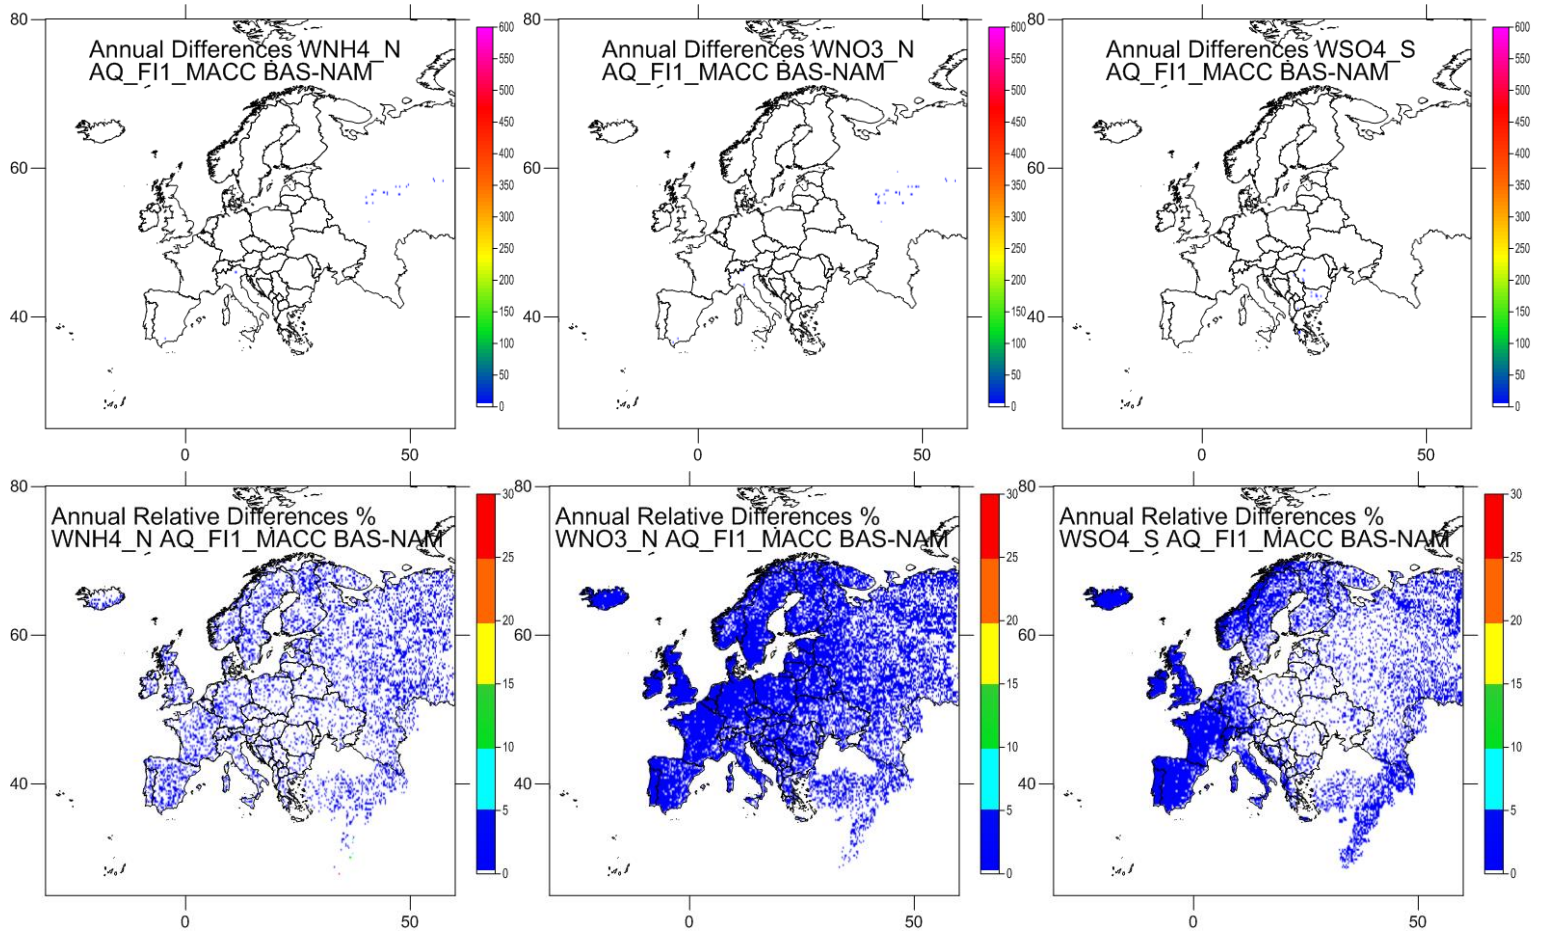 0 50 0 50 0 50
80 80 80
Annual Differences WNH4_N
AQ_FI1_MACC BAS-NAM
Annual Differences WNO3_N
AQ_FI1_MACC BAS-NAM
Annual Differences WSO4_S
AQ_FI1_MACC BAS-NAM
600 600 600
550 550 550
500 500 500
450 450 450
400 400 400
60 60 60
350 350 350
300 300 300
250 250 250
200 200 200
150 150 150
40 40 40
100 100 100
50 50 50
0 0 0
0 50 0 50 0 50
80 80 80
Annual Relative Differences %
WNH4_N AQ_FI1_MACC BAS-NAM
Annual Relative Differences %
WNO3_N AQ_FI1_MACC BAS-NAM
Annual Relative Differences %
WSO4_S AQ_FI1_MACC BAS-NAM
30 30 30
25 25 25
60 60 60
20 20 20
15 15 15
10 10 10
40 40 40
5 5 5
0 0 0
0 50 0 50 0 50